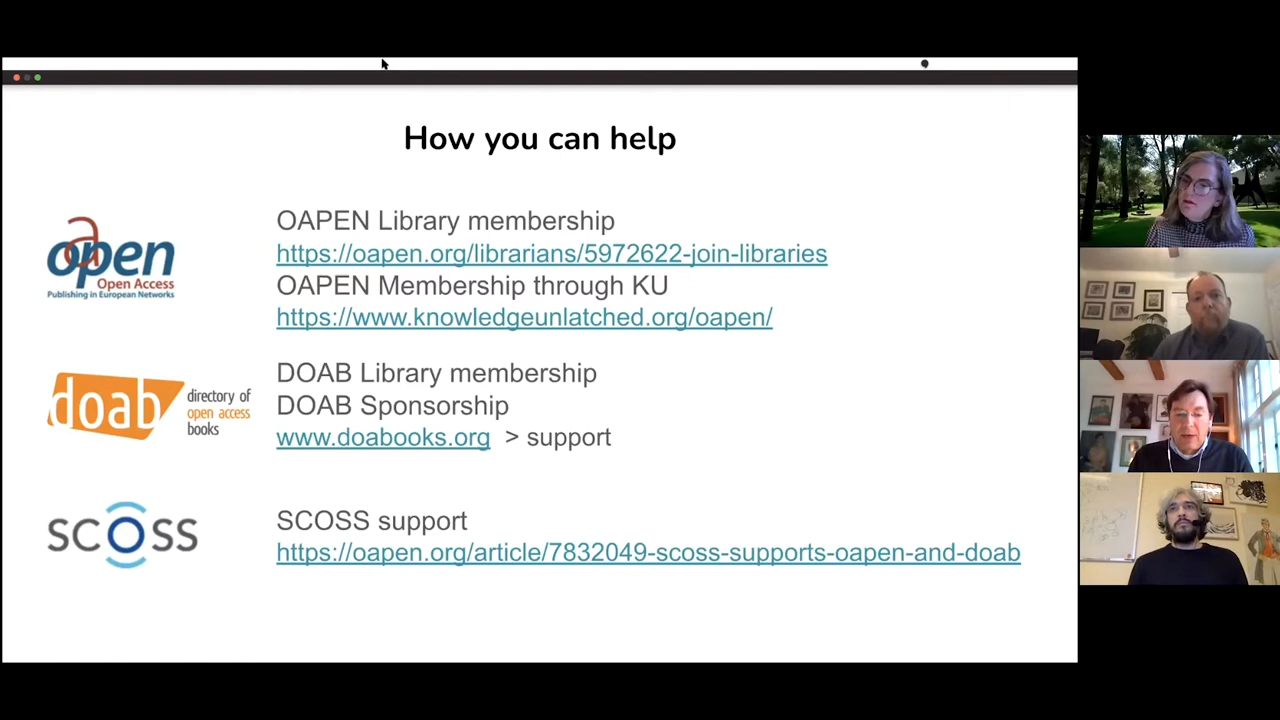 How you can help
oapen
Open Access
Publishing in European Networks
OAPEN Library membership
https://oapen.org/librarians/5972622-join-libraries
OAPEN Membership through KU
https://www.knowledgeunlatched.org/oapen/
doab
directory of
open access
books
DOAB Library membership
DOAB Sponsorship
www.doabooks.org > support
SCOSS
SCOSS support
https://oapen.org/article/7832049-scoss-supports-oapen-and-doab